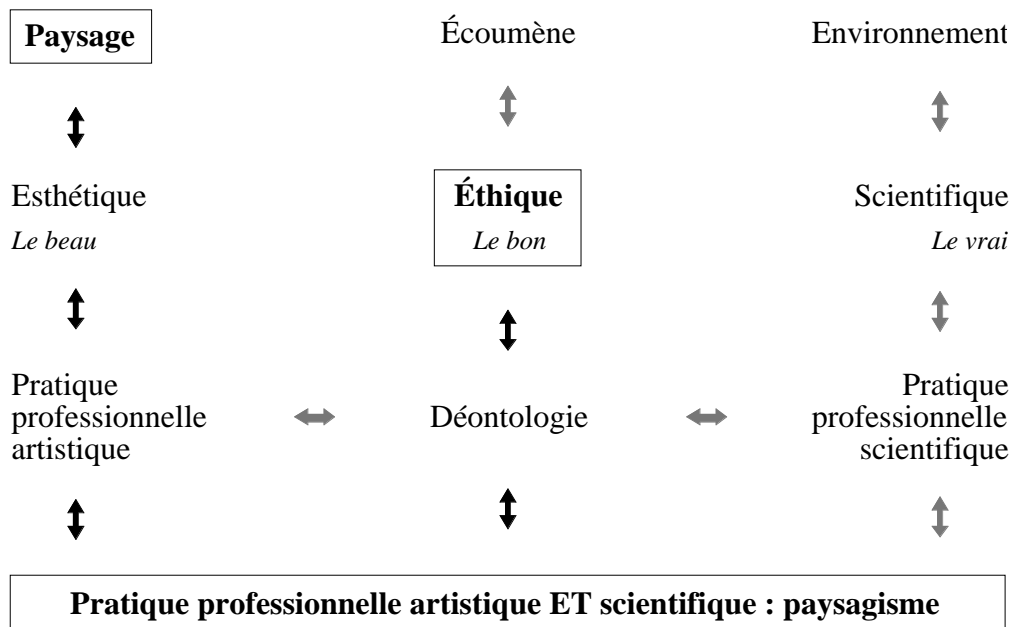 Paysage
Écoumène
Environnement
Esthétique
Éthique
Scientifique
Le beau
Le bon
Le vrai
Pratique
professionnelle
artistique
Déontologie
Pratique
professionnelle
scientifique
Pratique professionnelle artistique ET scientifique : paysagisme